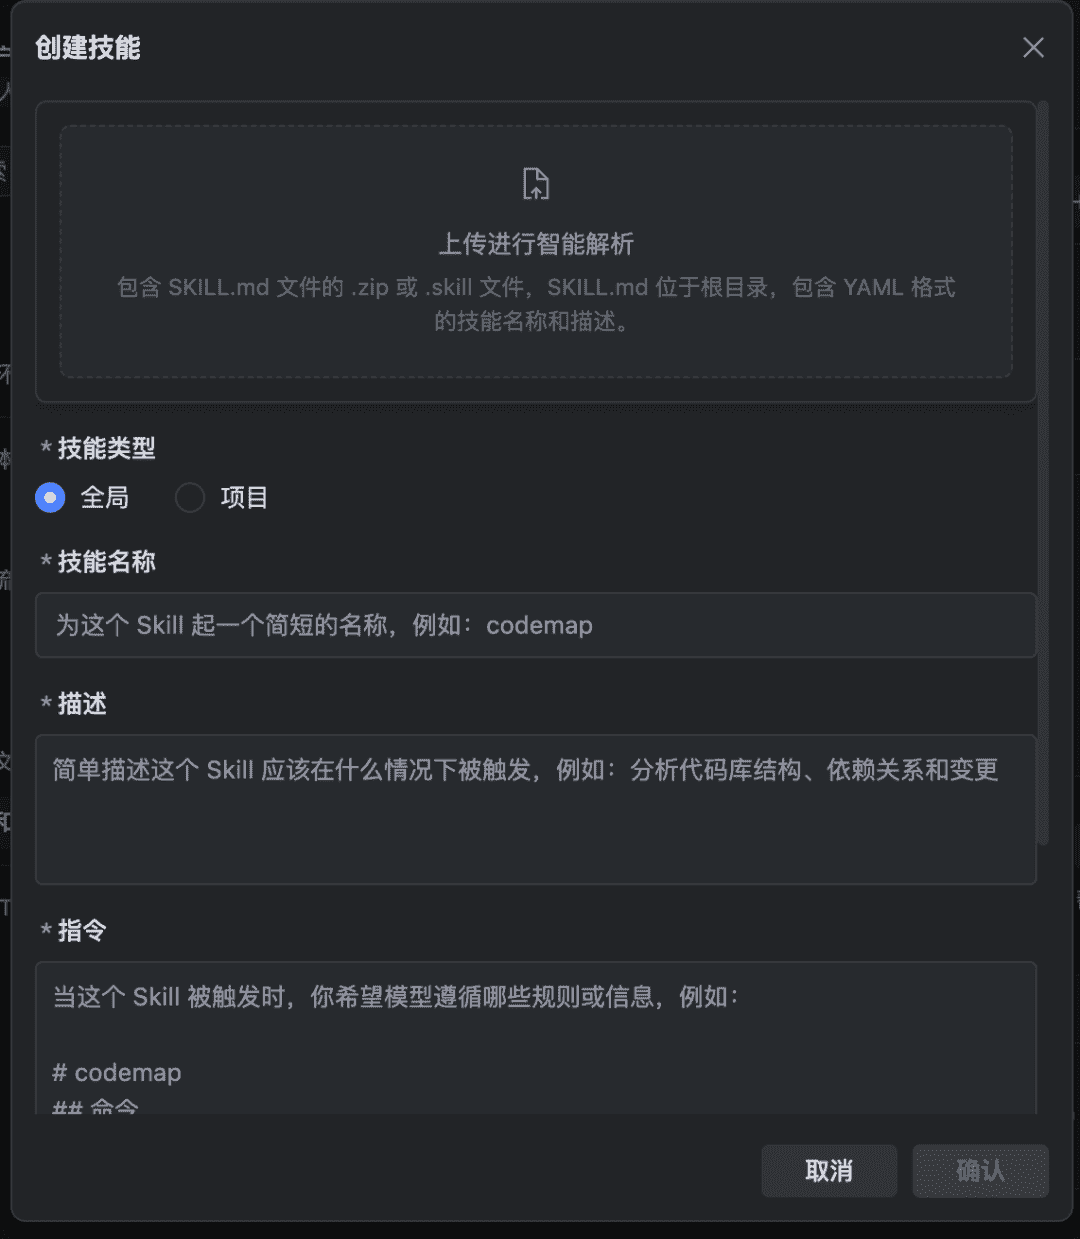 创建技能
上传进行智能解析
包含 SKILL.md 文件的 .zip 或 .skill 文件，SKILL.md 位于根目录，包含 YAML 格式
的技能名称和描述。
* 技能类型
全局 项目
* 技能名称
为这个 Skill 起一个简短的名称，例如：codemap
* 描述
简单描述这个 Skill 应该在什么情况下被触发，例如：分析代码库结构、依赖关系和变更
* 指令
当这个 Skill 被触发时，你希望模型遵循哪些规则或信息，例如：
# codemap
## 命令
取消 确认